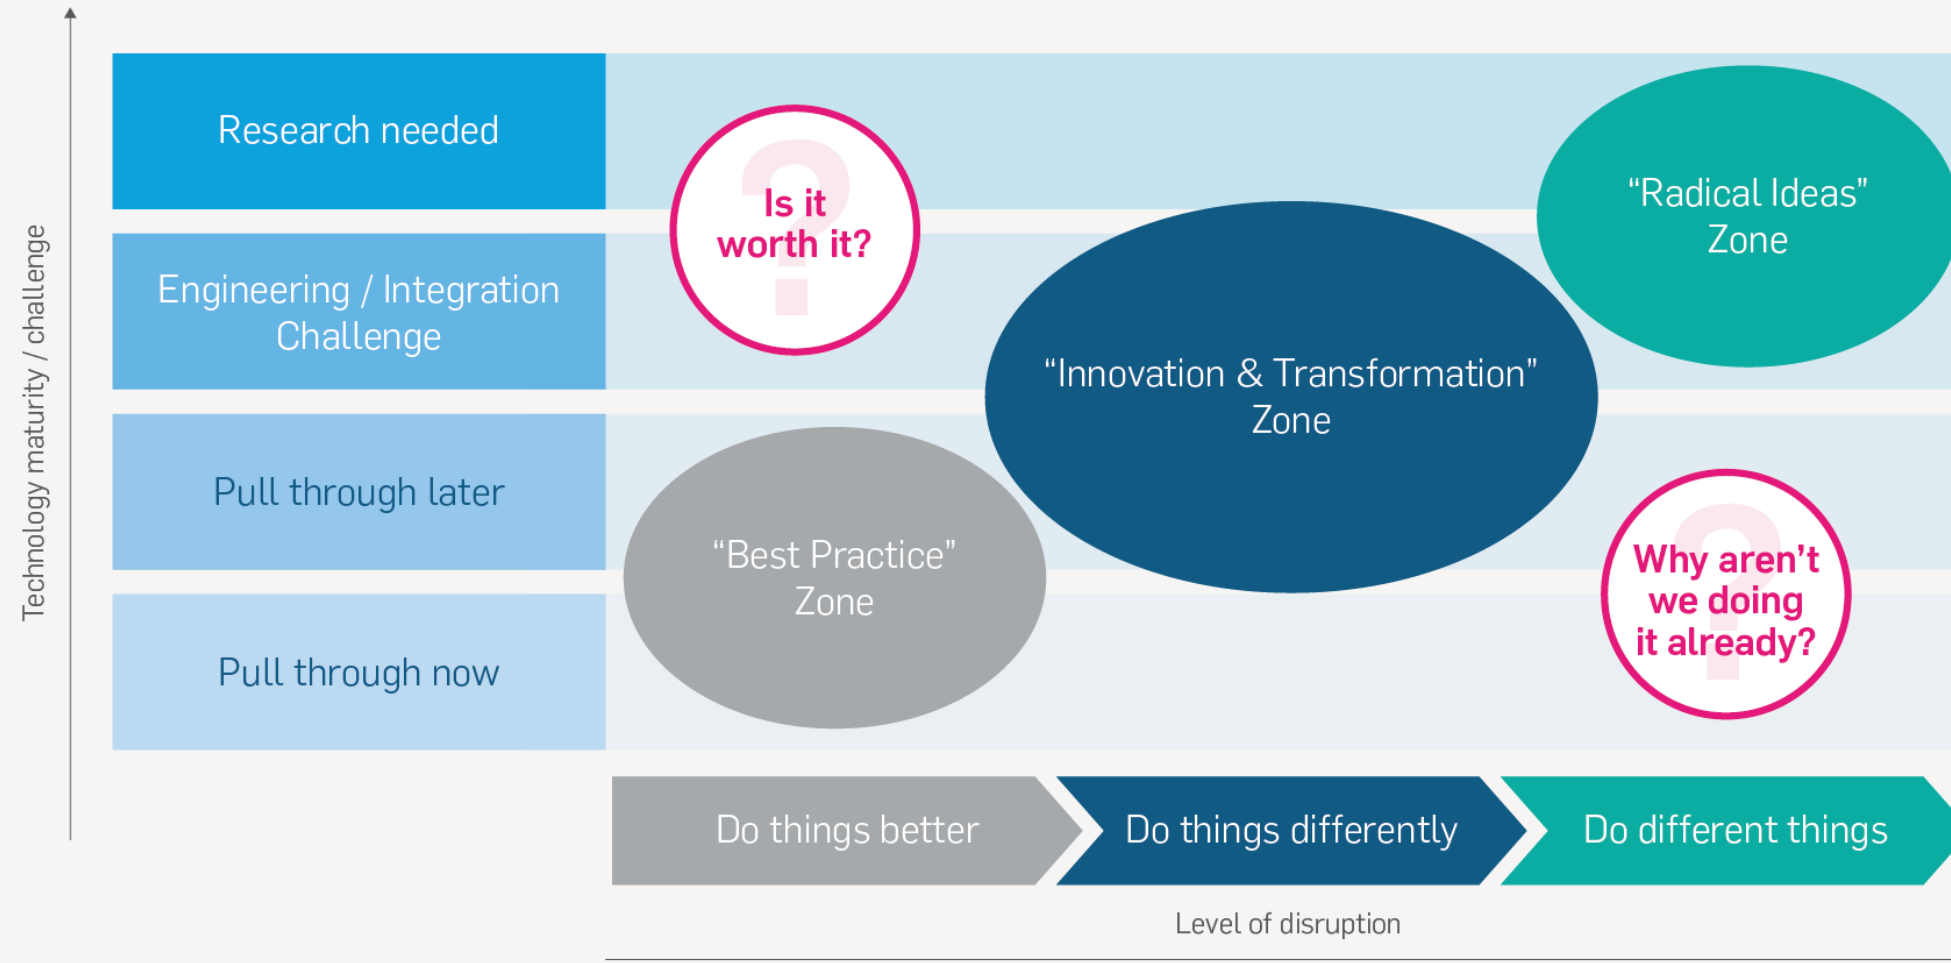 Technology maturity / challenge
Research needed
Is it
worth it?
“Radical Ideas”
Zone
Engineering / Integration
Challenge
“Innovation & Transformation”
Zone
Pull through later
“Best Practice”
Zone
Why aren’t
we doing
it already?
Pull through now
Do things better
Do things differently
Do different things
Level of disruption